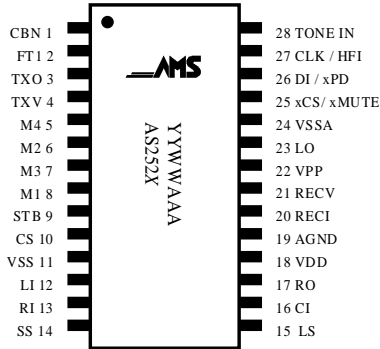 CBN 1
FT1 2
TXO 3
TXV 4
M4 5
M2 6
M3 7
M1 8
STB 9
CS 10
VSS 11
LI 12
RI 13
SS 14
AMS
YYWWAAA
AS252X
28 TONE IN
27 CLK / HFI
26 DI / xPD
25 xCS/ xMUTE
24 VSSA
23 LO
22 VPP
21 RECV
20 RECI
19 AGND
18 VDD
17 RO
16 CI
15 LS